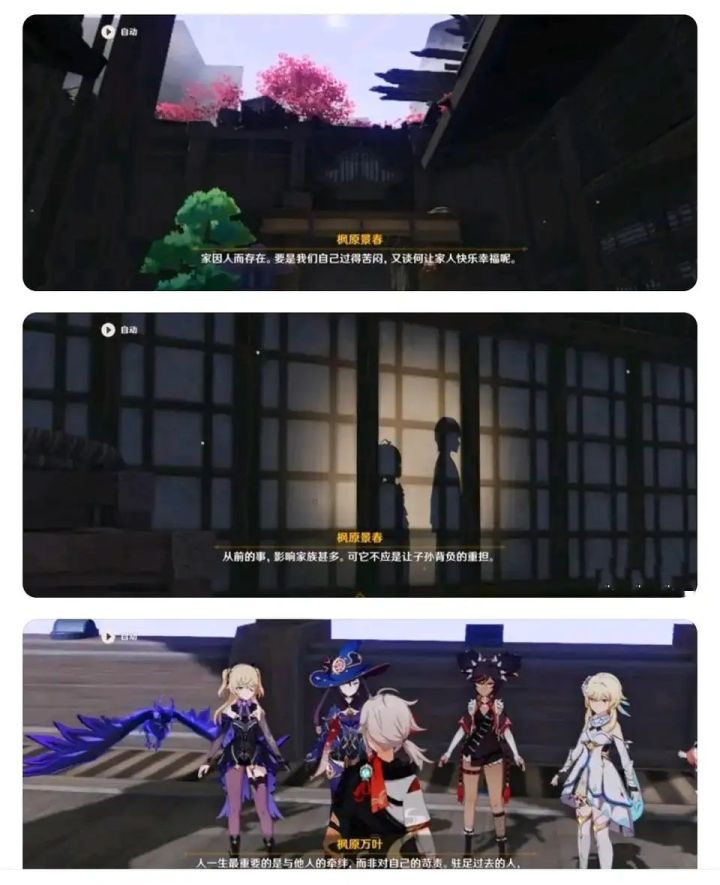 自动
枫原景春
家因人而存在。要是我们自己过得苦闷，又谈何让家人快乐幸福呢。
自动
枫原景春
从前的事，影响家族甚多。可它不应是让子孙背负的重担。
自动
枫原万叶
人一生最重要的是与他人的牵绊，而非对自己的苛责。驻足过去的人，